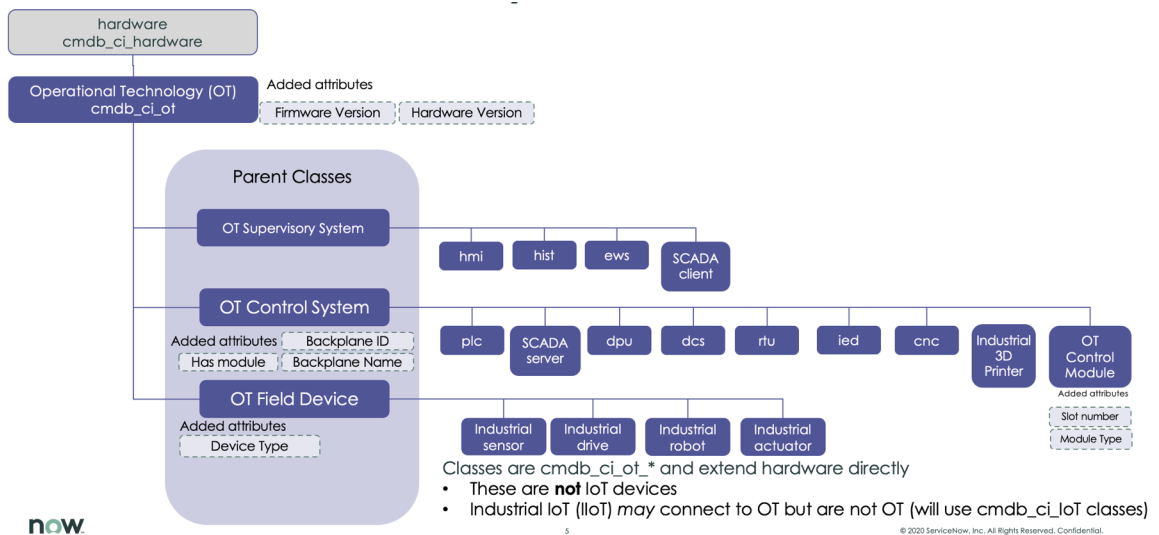 hardware
cmdb_ci_hardware
Operational Technology (OT)
cmdb_ci_ot
Added attributes
Firmware Version
Hardware Version
Parent Classes
OT Supervisory System
hmi
hist
ews
SCADA
client
OT Control System
Added attributes
Backplane ID
Has module
Backplane Name
plc
SCADA
server
dpu
dcs
rtu
ied
cnc
Industrial
3D
Printer
OT
Control
Module
Added attributes
Slot number
Module Type
OT Field Device
Added attributes
Device Type
Industrial
sensor
Industrial
drive
Industrial
robot
Industrial
actuator
Classes are cmdb_ci_ot_* and extend hardware directly
• These are not IoT devices
• Industrial IoT (IIoT) may connect to OT but are not OT (will use cmdb_ci_IoT classes)
now
5
© 2020 ServiceNow, Inc. All Rights Reserved. Confidential.